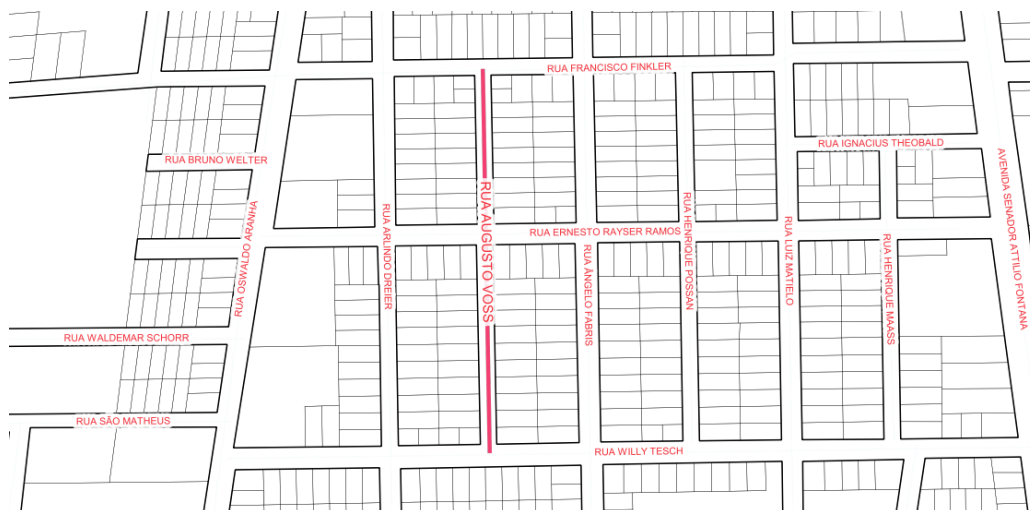 RUA FRANCISCO FINKLER
RUA IGNACIUS THEOBALD
RUA BRUNO WELTER
AVENIDA SENADOR ATTILIO FONTANA
RUA OSWALDO ARANHA
RUA ARLINDO DREIER
RUA AUGUSTO VOSS
RUA ERNESTO RAYSER RAMOS
RUA HENRIQUE POSSAN
RUA LUIZ MATIELO
RUA ÂNGELO FABRIS
RUA HENRIQUE MAASS
RUA WALDEMAR SCHORR
RUA SÃO MATHEUS
RUA WILLY TESCH